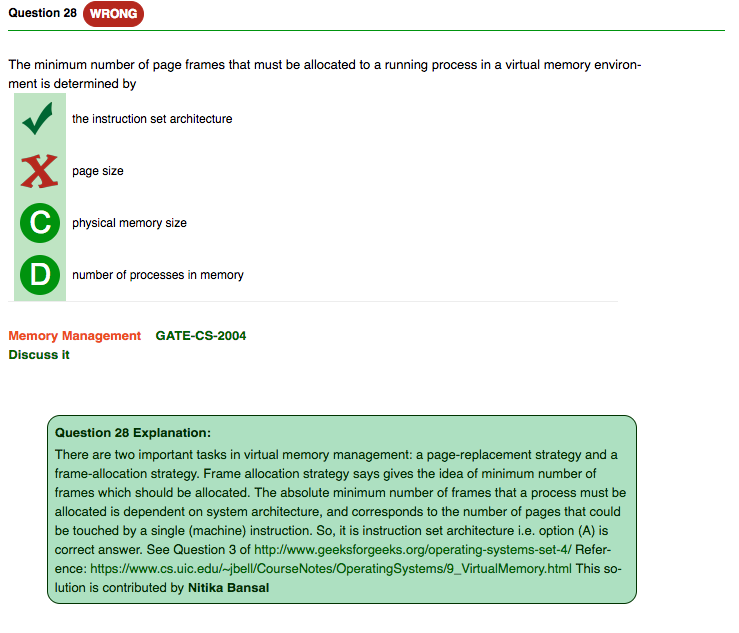 Question 28 WRONG
The minimum number of page frames that must be allocated to a running process in a virtual memory environ-
ment is determined by
the instruction set architecture
X page size
C physical memory size
D number of processes in memory
Memory Management GATE-CS-2004
Discuss it
Question 28 Explanation:
There are two important tasks in virtual memory management: a page-replacement strategy and a
frame-allocation strategy. Frame allocation strategy says gives the idea of minimum number of
frames which should be allocated. The absolute minimum number of frames that a process must be
allocated is dependent on system architecture, and corresponds to the number of pages that could
be touched by a single (machine) instruction. So, it is instruction set architecture i.e. option (A) is
correct answer. See Question 3 of http://www.geeksforgeeks.org/operating-systems-set-4/ Refer-
ence: https://www.cs.uic.edu/~jbell/CourseNotes/OperatingSystems/9_VirtualMemory.html This so-
lution is contributed by Nitika Bansal